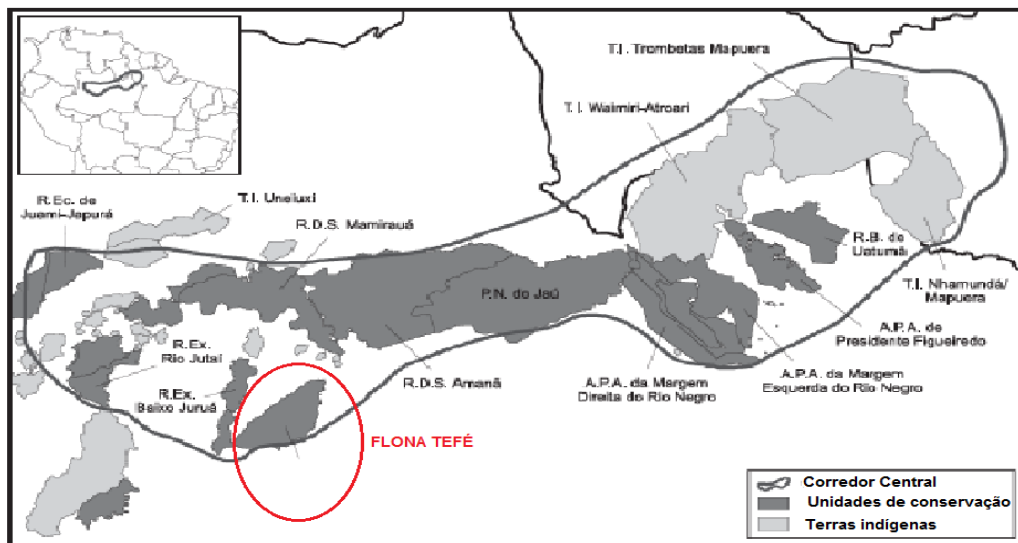 T.I. Trombetas Mapuera
T.I. Waimiri-Atroari
R.Ec. de
Juami-Japurá
T.I. Uneiuxi
R.D.S. Mamirauá
P.N. do Jaú
R.B. de
Uatumã
T.I. Nhamundá/
Mapuera
A.P.A. de
Presidente Figueiredo
R.Ex.
Rio Jutaí
R.D.S. Amanã
A.P.A. da Margem
Direita do Rio Negro
A.P.A. da Margem
Esquerda do Rio Negro
R.Ex.
Baixo Juruá
FLONA TEFÉ
Corredor Central
Unidades de conservação
Terras indígenas